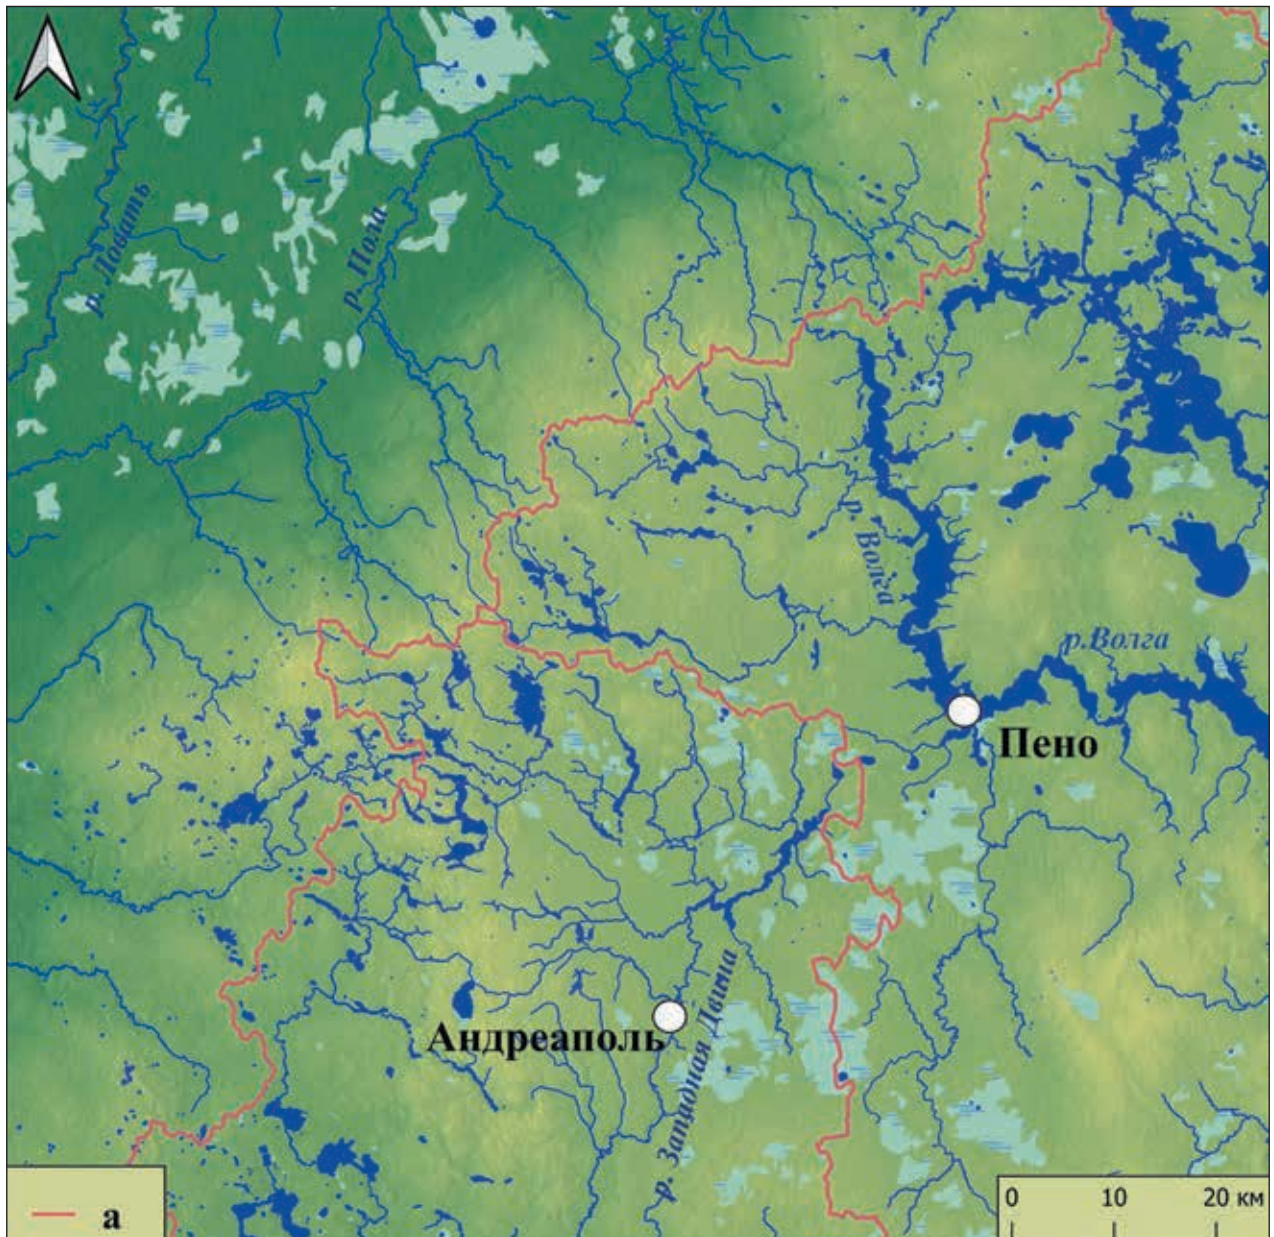 р. Ловать
р. Пола
р. Волга
р.Волга
Пено
Андреаполь
р. Западная Двина
а
0 10 20 км